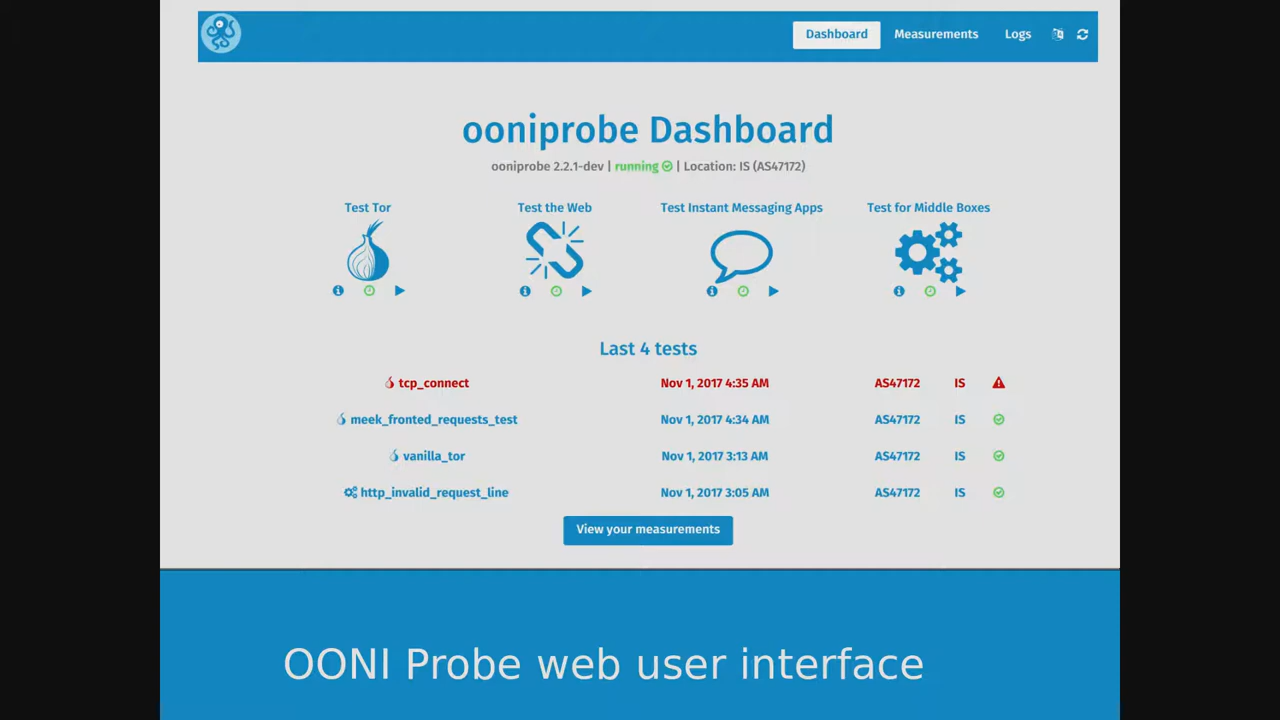 Dashboard Measurements Logs
ooniprobe Dashboard
ooniprobe 2.2.1-dev | running | Location: IS (AS47172)
Test Tor Test the Web Test Instant Messaging Apps Test for Middle Boxes
Last 4 tests
tcp_connect Nov 1, 2017 4:35 AM AS47172 IS
meek_fronted_requests_test Nov 1, 2017 4:34 AM AS47172 IS
vanilla_tor Nov 1, 2017 3:13 AM AS47172 IS
http_invalid_request_line Nov 1, 2017 3:05 AM AS47172 IS
View your measurements
OONI Probe web user interface